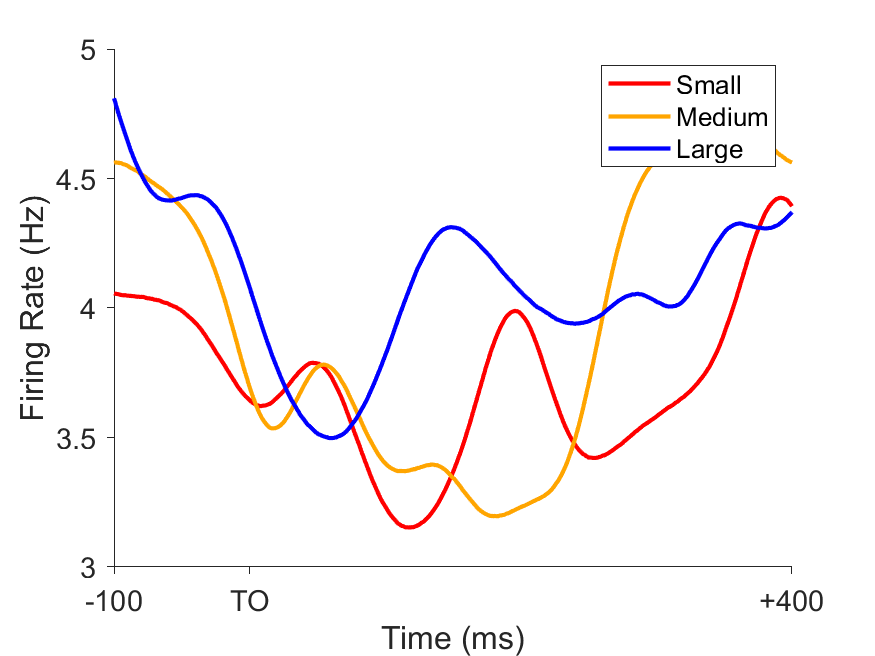 5
4.5
4
3.5
3
Firing Rate (Hz)
Small
Medium
Large
-100
TO
+400
Time (ms)